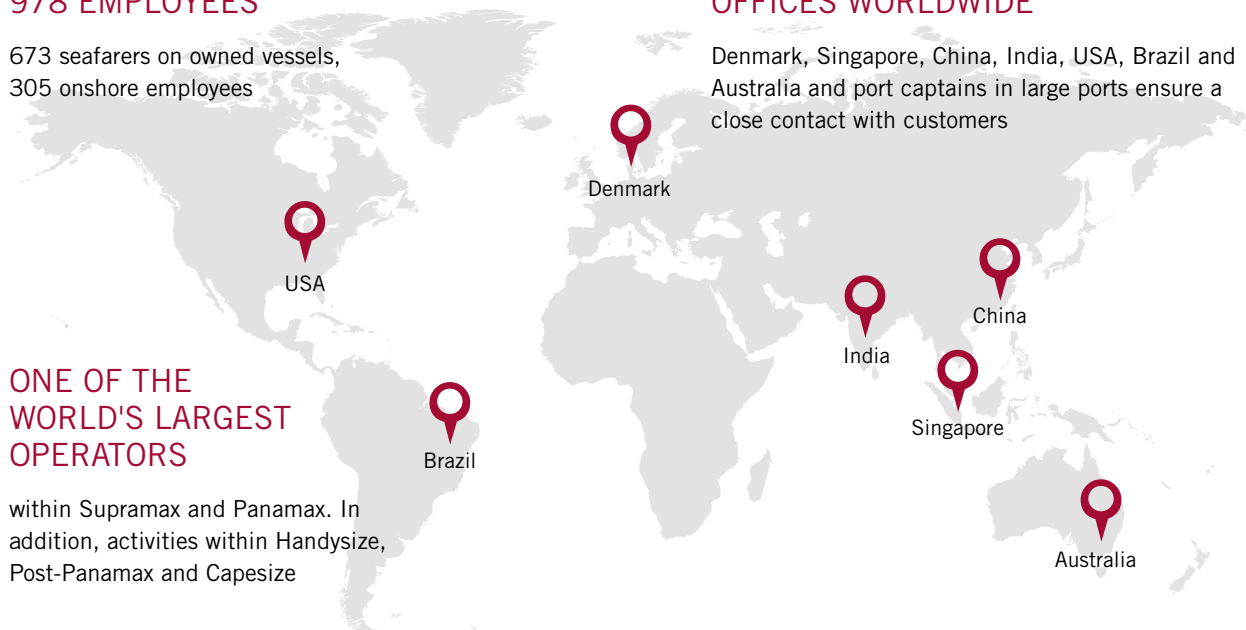 978 EMPLOYEES
673 seafarers on owned vessels,
305 onshore employees
OFFICES WORLDWIDE
Denmark, Singapore, China, India, USA, Brazil and
Australia and port captains in large ports ensure a
close contact with customers
Denmark
USA
China
India
Singapore
Brazil
Australia
ONE OF THE
WORLD'S LARGEST
OPERATORS
within Supramax and Panamax. In
addition, activities within Handysize,
Post-Panamax and Capesize